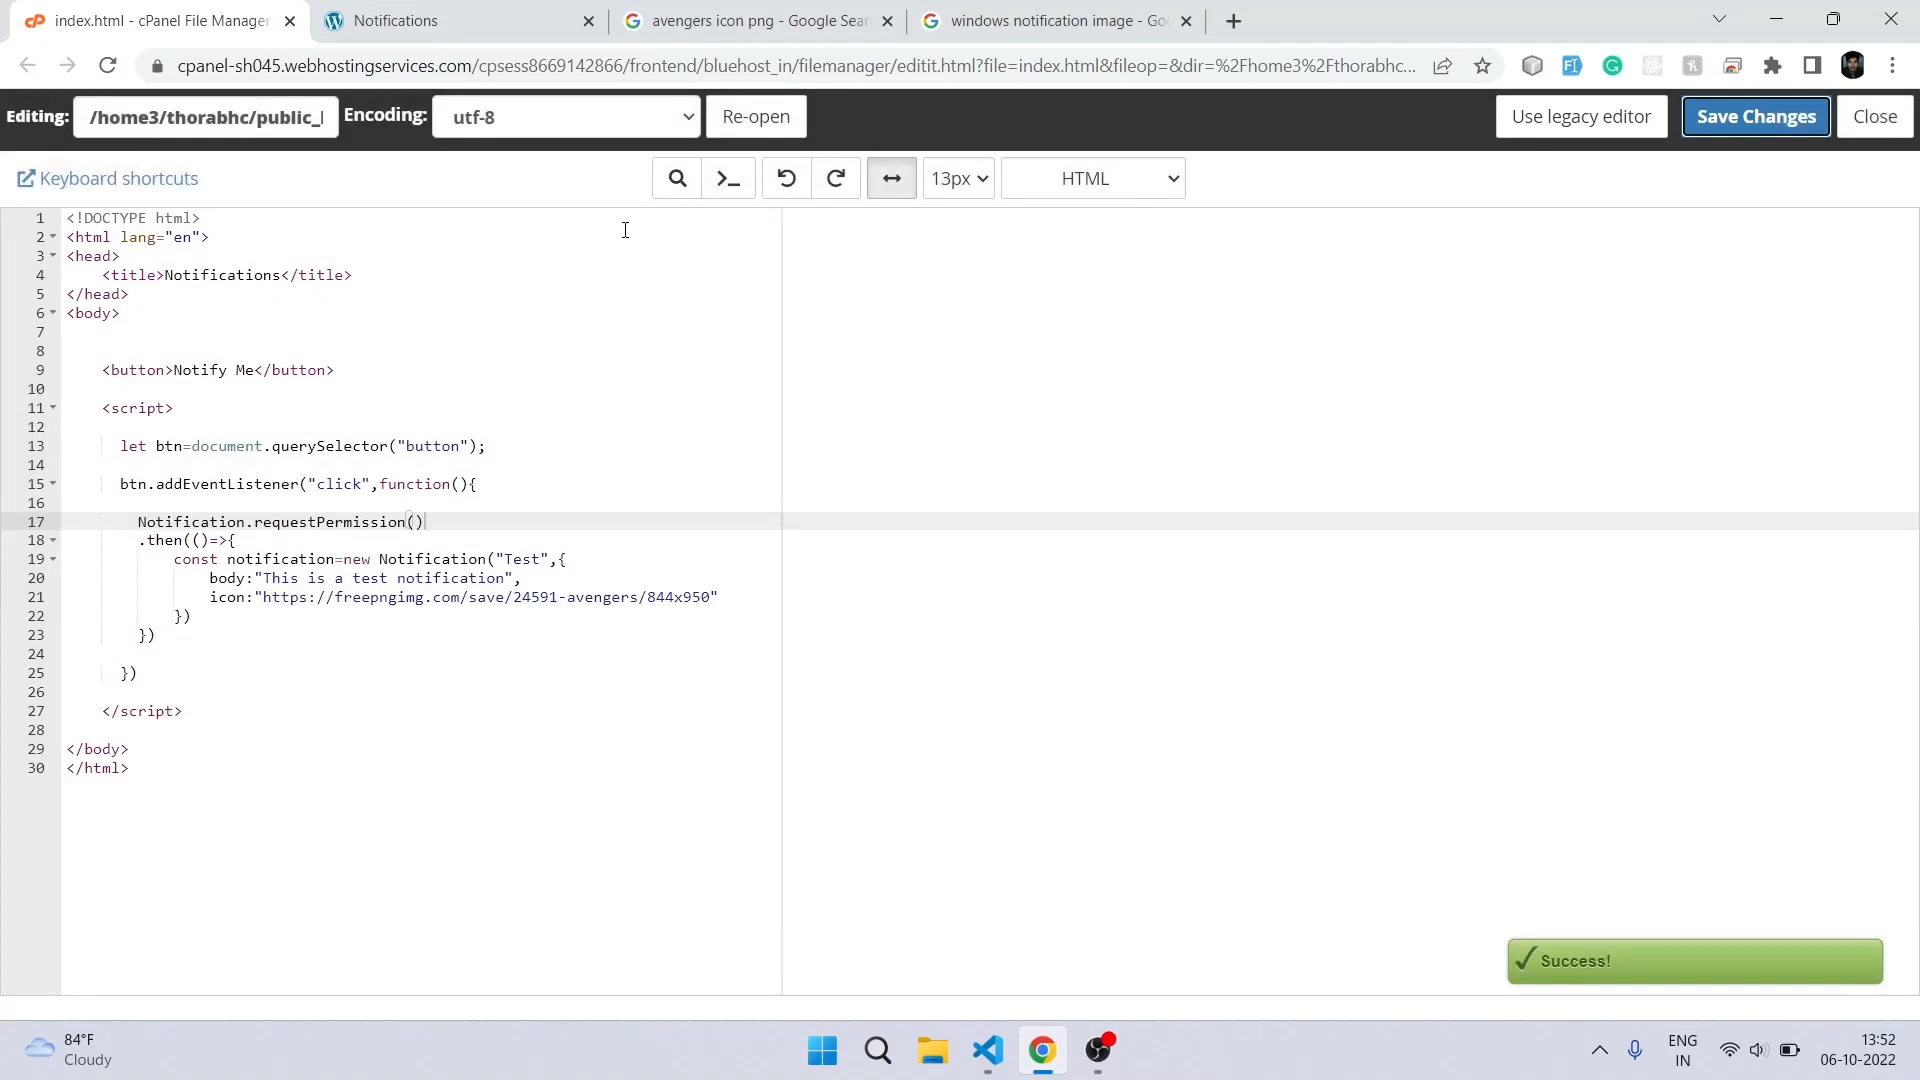 index.html - cPanel File Manager
Notifications
avengers icon png - Google Sear
windows notification image - Goo
cpanel-sh045.webhostingservices.com/cpsess8669142866/frontend/bluehost_in/filemanager/editit.html?file=index.html&fileop=&dir=%2Fhome3%2Fthorabhc...
Editing:
/home3/thorabhc/public_l
Encoding:
utf-8
Re-open
Use legacy editor
Save Changes
Close
Keyboard shortcuts
13px
HTML
1 <!DOCTYPE html>
2 <html lang="en">
3 <head>
4 <title>Notifications</title>
5 </head>
6 <body>
7
8
9 <button>Notify Me</button>
10
11 <script>
12
13 let btn=document.querySelector("button");
14
15 btn.addEventListener("click",function(){
16
17 Notification.requestPermission()
18 .then(()=>{
19 const notification=new Notification("Test",{
20 body:"This is a test notification",
21 icon:"https://freepngimg.com/save/24591-avengers/844x950"
22 })
23 })
24
25 })
26
27 </script>
28
29 </body>
30 </html>
Success!
84°F
Cloudy
ENG
IN
13:52
06-10-2022